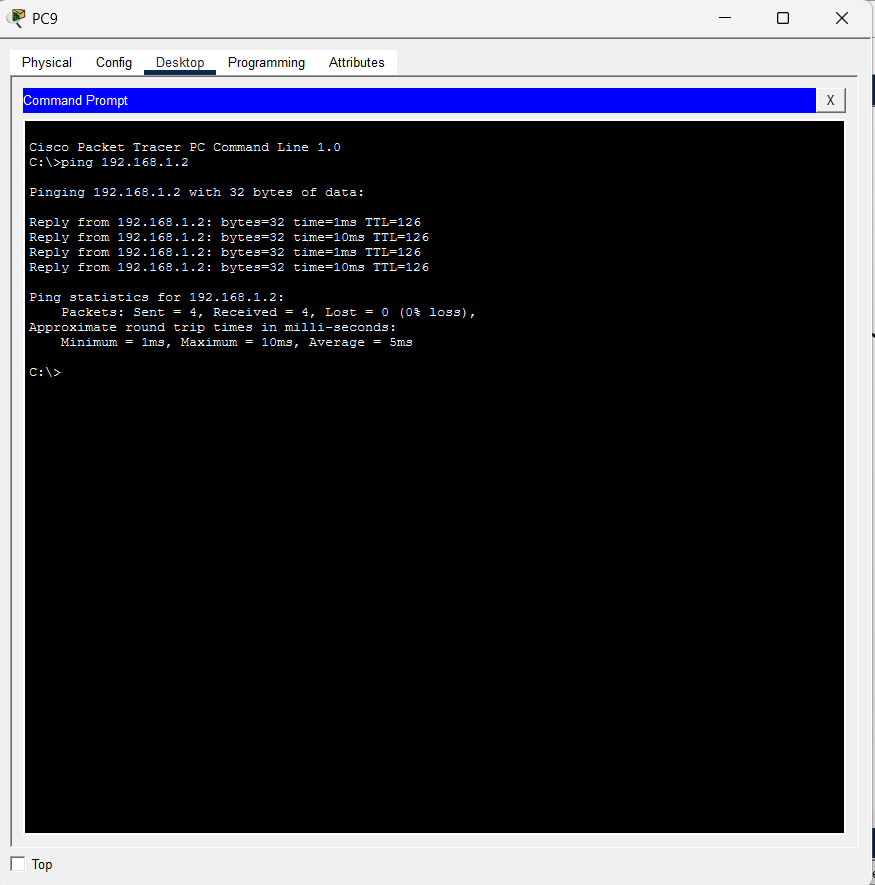 PC9
Physical Config Desktop Programming Attributes
Command Prompt
X
Cisco Packet Tracer PC Command Line 1.0
C:\>ping 192.168.1.2
Pinging 192.168.1.2 with 32 bytes of data:
Reply from 192.168.1.2: bytes=32 time=1ms TTL=126
Reply from 192.168.1.2: bytes=32 time=10ms TTL=126
Reply from 192.168.1.2: bytes=32 time=1ms TTL=126
Reply from 192.168.1.2: bytes=32 time=10ms TTL=126
Ping statistics for 192.168.1.2:
    Packets: Sent = 4, Received = 4, Lost = 0 (0% loss),
Approximate round trip times in milli-seconds:
    Minimum = 1ms, Maximum = 10ms, Average = 5ms
C:\>
Top